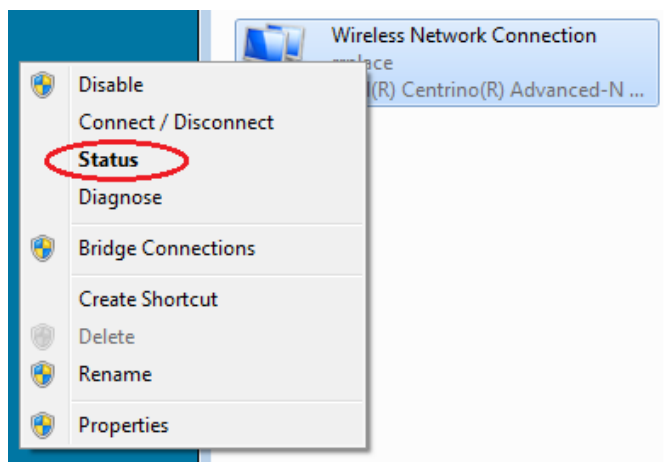 Wireless Network Connection
(R) Centrino(R) Advanced-N ...
Disable
Connect / Disconnect
Status
Diagnose
Bridge Connections
Create Shortcut
Delete
Rename
Properties